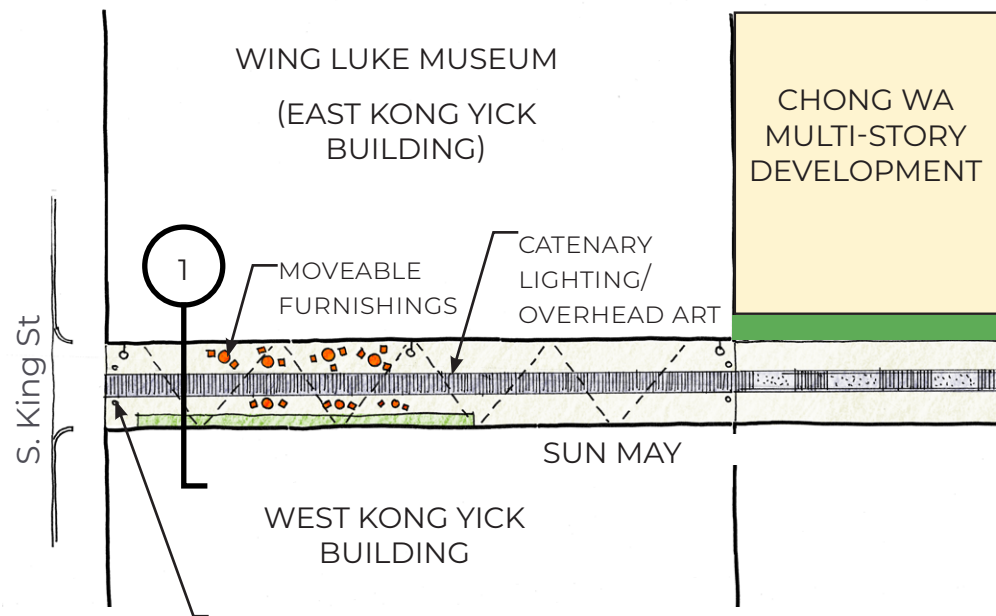 WING LUKE MUSEUM
(EAST KONG YICK
BUILDING)
CHONG WA
MULTI-STORY
DEVELOPMENT
1
MOVEABLE
FURNISHINGS
CATENARY
LIGHTING/
OVERHEAD ART
S. King St
SUN MAY
WEST KONG YICK
BUILDING